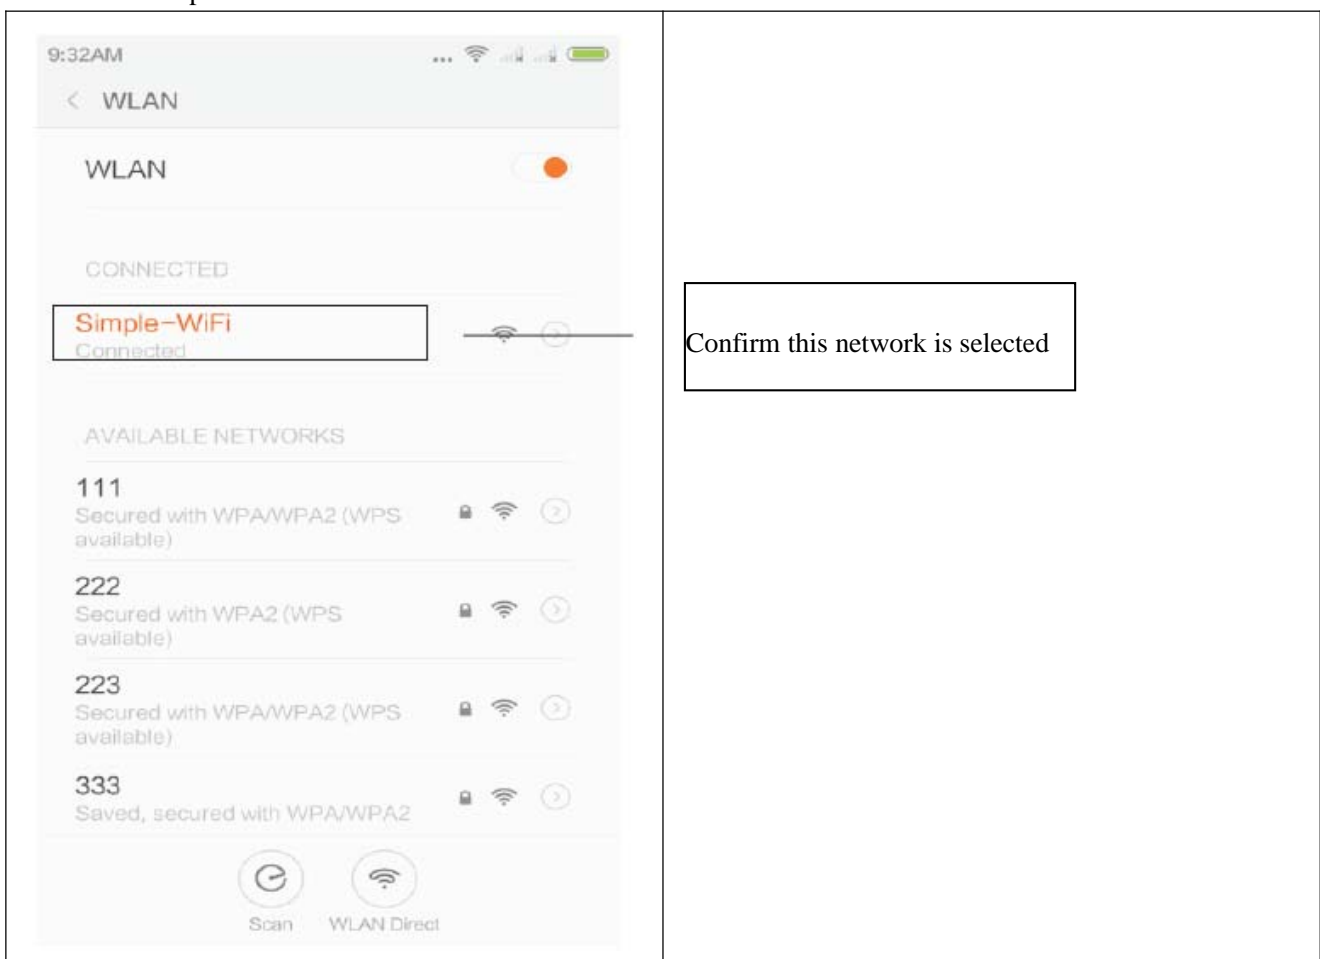 9:32AM
WLAN
WLAN
CONNECTED
Simple-WiFi
Connected
Confirm this network is selected
AVAILABLE NETWORKS
111
Secured with WPA/WPA2 (WPS
available)
222
Secured with WPA2 (WPS
available)
223
Secured with WPA/WPA2 (WPS
available)
333
Saved, secured with WPA/WPA2
Scan
WLAN Direct